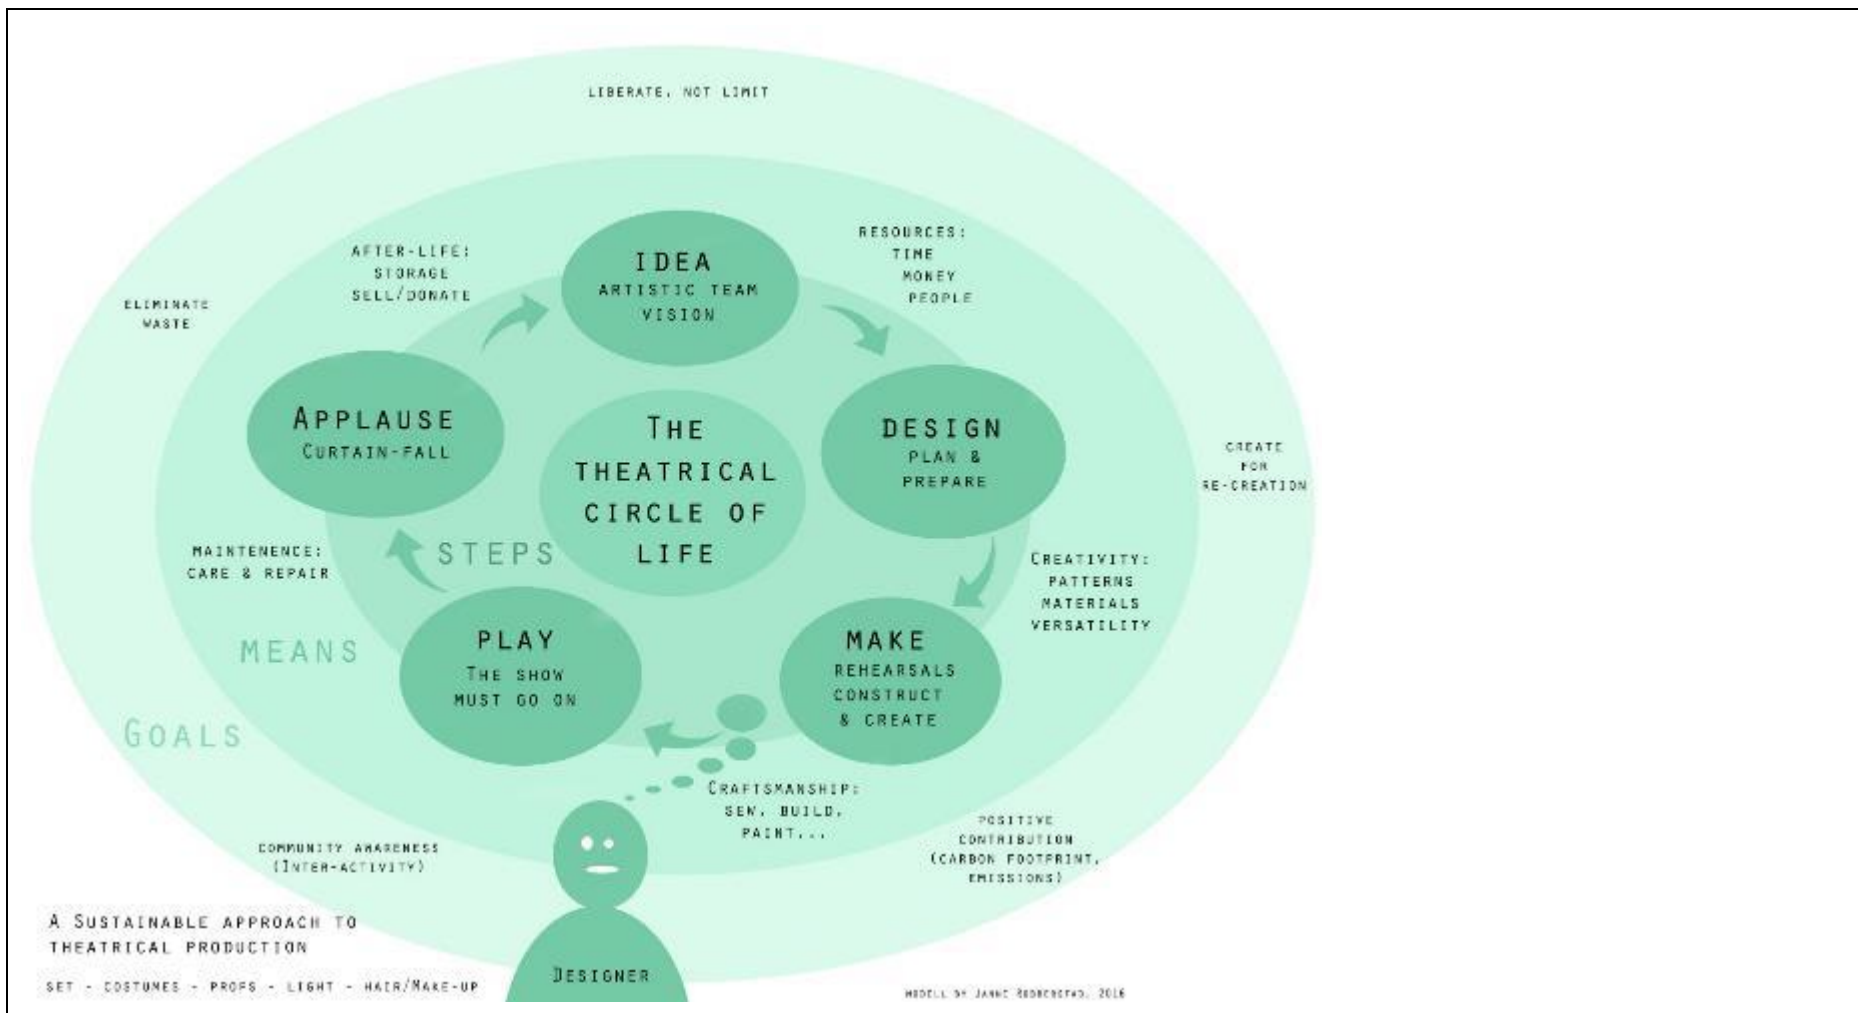 LIBERATE, NOT LIMIT
AFTER-LIFE:
STORAGE
SELL/DONATE
IDEA
ARTISTIC TEAM
VISION
RESOURCES:
TIME
MONEY
PEOPLE
ELIMINATE
WASTE
APPLAUSE
CURTAIN-FALL
THE
THEATRICAL
CIRCLE OF
LIFE
DESIGN
PLAN &
PREPARE
CREATE
FOR
RE-CREATION
MAINTENENCE:
CARE & REPAIR
STEPS
CREATIVITY:
PATTERNS
MATERIALS
VERSATILITY
MEANS
PLAY
THE SHOW
MUST GO ON
MAKE
REHEARSALS
CONSTRUCT
& CREATE
GOALS
CRAFTSMANSHIP:
SEW, BUILD,
PAINT...
COMMUNITY AWARENESS
(INTER-ACTIVITY)
POSITIVE
CONTRIBUTION
(CARBON FOOTPRINT,
EMISSIONS)
A SUSTAINABLE APPROACH TO
THEATRICAL PRODUCTION
SET - COSTUMES - PROPS - LIGHT - HAIR/MAKE-UP
DESIGNER
MODELL BY JANNE 2016